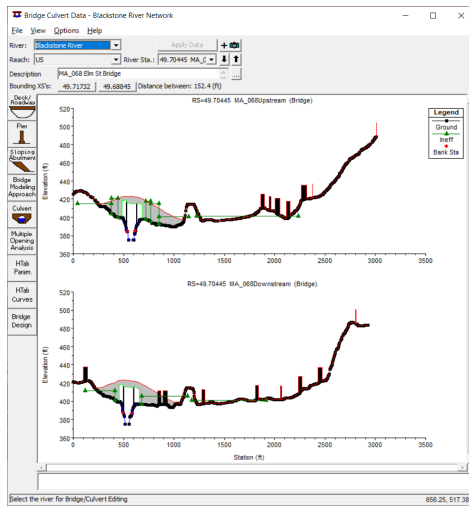 Bridge Culvert Data - Blackstone River Network
File View Options Help
River: Blackstone River Apply Data
Reach: US River Sta.: 49.70445 MA_0
Description MA_068 Elm St Bridge ...
Bounding XS's: 49.71732 49.68845 Distance between: 152.4 (ft)
Deck/
Roadway
Pier
Sloping
Abutment
Bridge
Modeling
Approach
Culvert
Multiple
Opening
Analysis
HTab
Param.
HTab
Curves
Bridge
Design
RS=49.70445 MA_068Upstream (Bridge)
Elevation (ft)
520
500
480
460
440
420
400
380
360
0 500 1000 1500 2000 2500 3000 3500
Legend
Ground
Ineff
Bank Sta
RS=49.70445 MA_068Downstream (Bridge)
Elevation (ft)
520
500
480
460
440
420
400
380
360
0 500 1000 1500 2000 2500 3000 3500
Station (ft)
Select the river for Bridge/Culvert Editing
656.25, 517.38